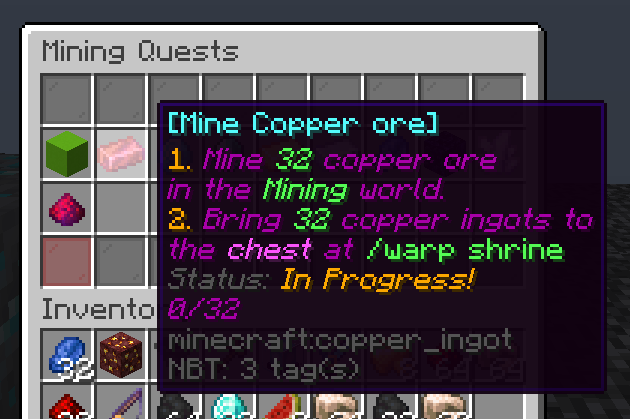 Mining Quests
[Mine Copper ore]
1. Mine 32 copper ore
in the Mining world.
2. Bring 32 copper ingots to
the chest at /warp shrine
Status: In Progress!
0/32
minecraft:copper_ingot
NBT: 3 tag(s)
Invento
32